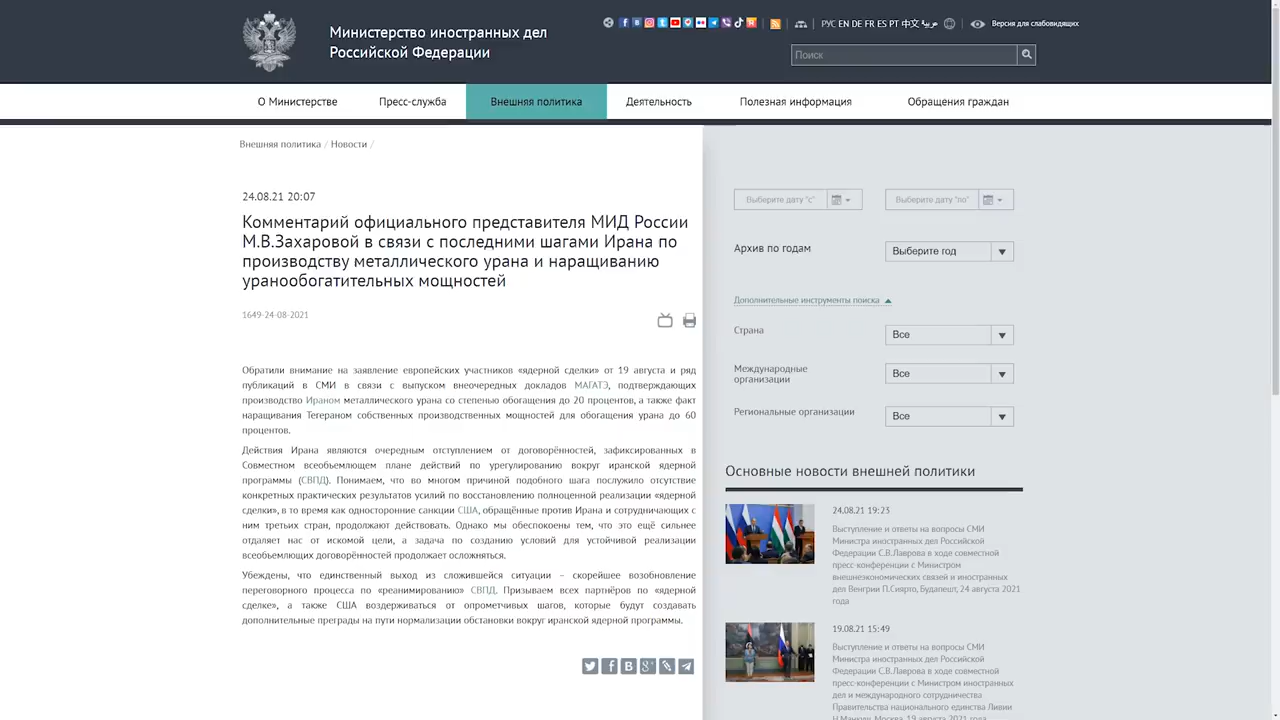 Министерство иностранных дел
Российской Федерации
РУС EN DE FR ES PT 中文 عربية
Версия для слабовидящих
Поиск
О Министерстве
Пресс-служба
Внешняя политика
Деятельность
Полезная информация
Обращения граждан
Внешняя политика / Новости /
24.08.21 20:07
Комментарий официального представителя МИД России
М.В.Захаровой в связи с последними шагами Ирана по
производству металлического урана и наращиванию
уранообогатительных мощностей
1649-24-08-2021
Обратили внимание на заявление европейских участников «ядерной сделки» от 19 августа и ряд
публикаций в СМИ в связи с выпуском внеочередных докладов МАГАТЭ, подтверждающих
производство Ираном металлического урана со степенью обогащения до 20 процентов, а также факт
наращивания Тегераном собственных производственных мощностей для обогащения урана до 60
процентов.
Действия Ирана являются очередным отступлением от договорённостей, зафиксированных в
Совместном всеобъемлющем плане действий по урегулированию вокруг иранской ядерной
программы (СВПД). Понимаем, что во многом причиной подобного шага послужило отсутствие
конкретных практических результатов усилий по восстановлению полноценной реализации «ядерной
сделки», в то время как односторонние санкции США, обращённые против Ирана и сотрудничающих с
ним третьих стран, продолжают действовать. Однако мы обеспокоены тем, что это ещё сильнее
отдаляет нас от искомой цели, а задача по созданию условий для устойчивой реализации
всеобъемлющих договорённостей продолжает осложняться.
Убеждены, что единственный выход из сложившейся ситуации – скорейшее возобновление
переговорного процесса по «реанимированию» СВПД. Призываем всех партнёров по «ядерной
сделке», а также США воздерживаться от опрометчивых шагов, которые будут создавать
дополнительные преграды на пути нормализации обстановки вокруг иранской ядерной программы.
Выберите дату "с"
Выберите дату "по"
Архив по годам
Выберите год
Дополнительные инструменты поиска
Страна
Все
Международные
организации
Все
Региональные организации
Все
Основные новости внешней политики
24.08.21 19:23
Выступление и ответы на вопросы СМИ
Министра иностранных дел Российской
Федерации С.В.Лаврова в ходе совместной
пресс-конференции с Министром
внешнеэкономических связей и иностранных
дел Венгрии П.Сиярто, Будапешт, 24 августа 2021
года
19.08.21 15:49
Выступление и ответы на вопросы СМИ
Министра иностранных дел Российской
Федерации С.В.Лаврова в ходе совместной
пресс-конференции с Министром иностранных
дел и международного сотрудничества
Правительства национального единства Ливии
Н.Манкуш, Москва, 19 августа 2021 года